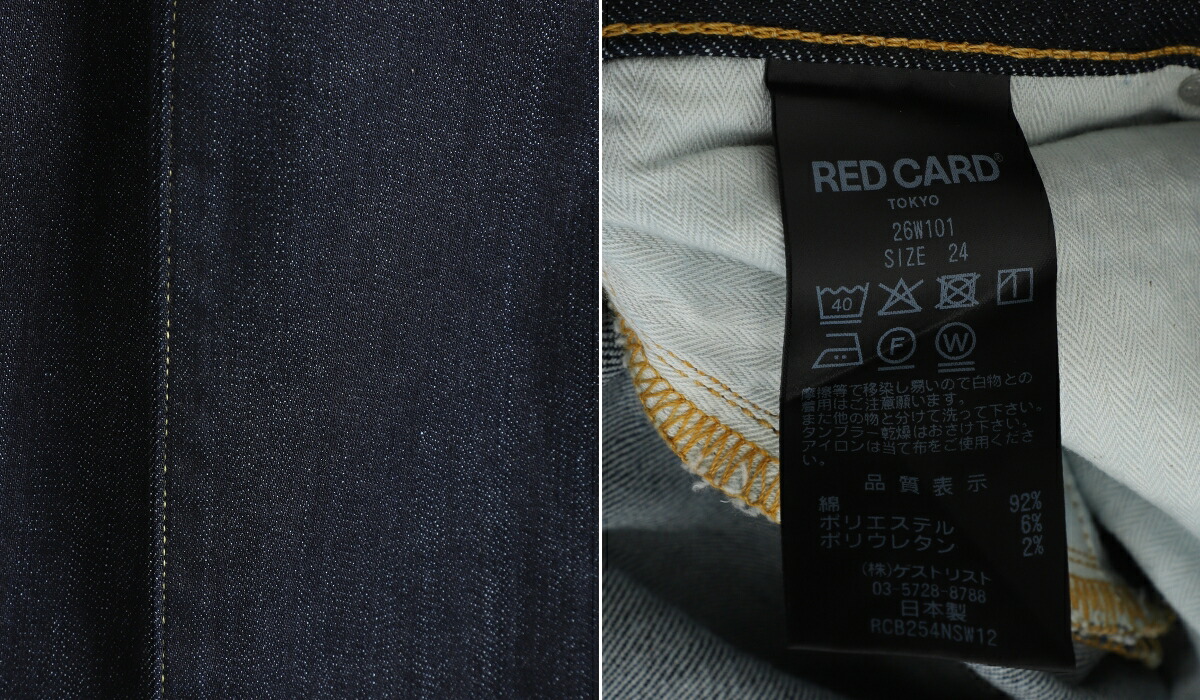 RED CARD®
TOKYO
26W101
SIZE 24
40
F W
摩擦等で移染し易いので白物との
着用はご注意願います。
また他の物と分けて洗って下さい。
タンブラー乾燥はおさけ下さい。
アイロンは当て布をご使用くださ
い。
品質表示
綿 92%
ポリエステル 6%
ポリウレタン 2%
(株)ゲストリスト
03-5728-8788
日本製
RCB254NSW12